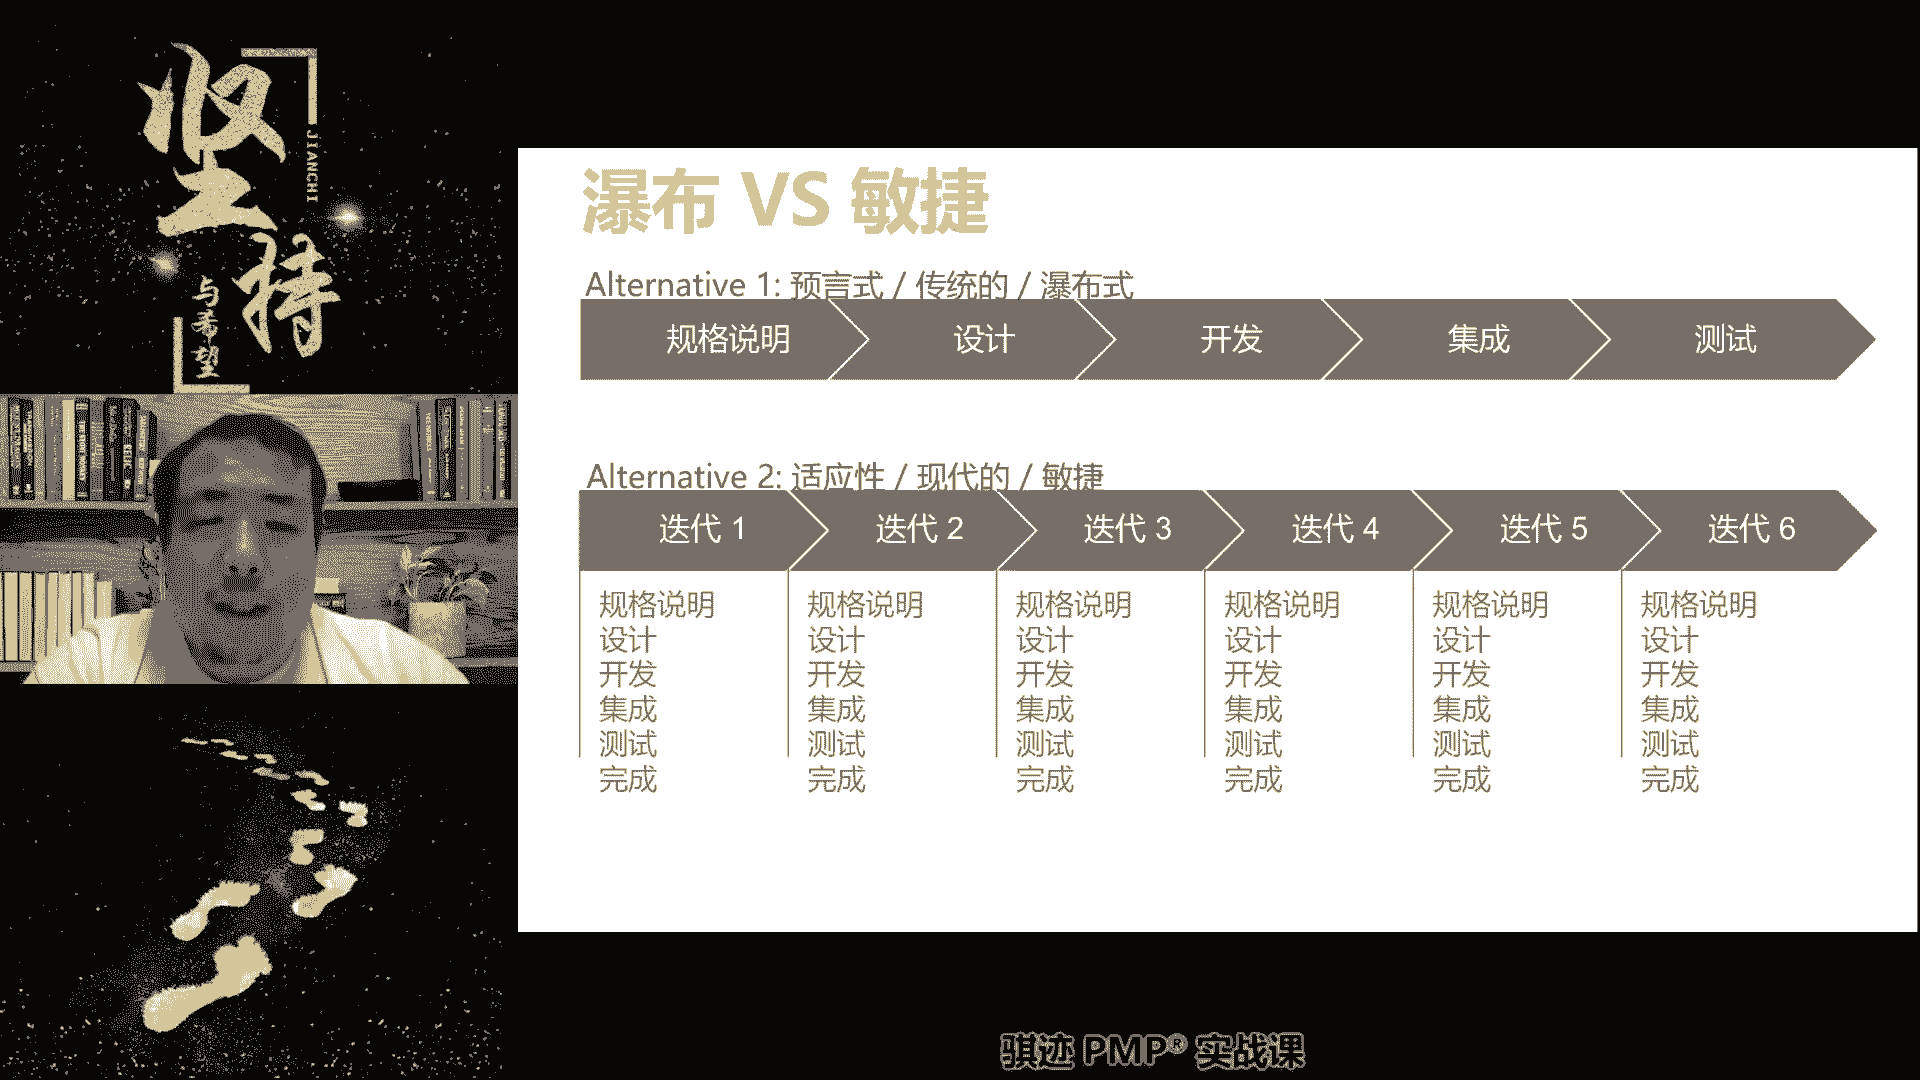 坚持
JIANCHI
与希望
瀑布 VS 敏捷
Alternative 1: 预言式 / 传统的 / 瀑布式
规格说明 设计 开发 集成 测试
Alternative 2: 适应性 / 现代的 / 敏捷
迭代 1 迭代 2 迭代 3 迭代 4 迭代 5 迭代 6
规格说明 规格说明 规格说明 规格说明 规格说明 规格说明
设计 设计 设计 设计 设计 设计
开发 开发 开发 开发 开发 开发
集成 集成 集成 集成 集成 集成
测试 测试 测试 测试 测试 测试
完成 完成 完成 完成 完成 完成
骐迹 PMP® 实战课